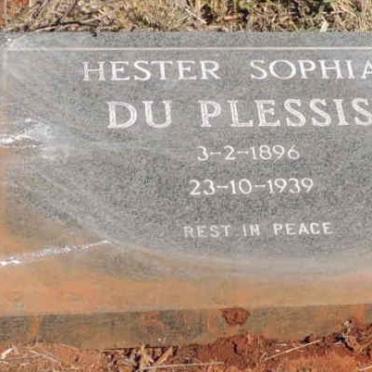 HESTER SOPHIA
DU PLESSIS
3-2-1896
23-10-1939
REST IN PEACE